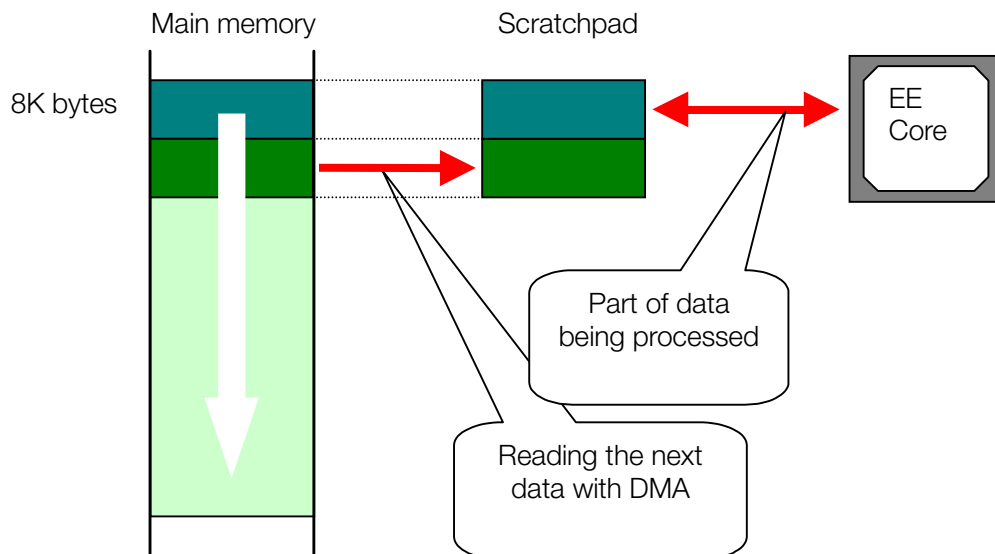 Main memory
Scratchpad
8K bytes
EE
Core
Part of data
being processed
Reading the next
data with DMA